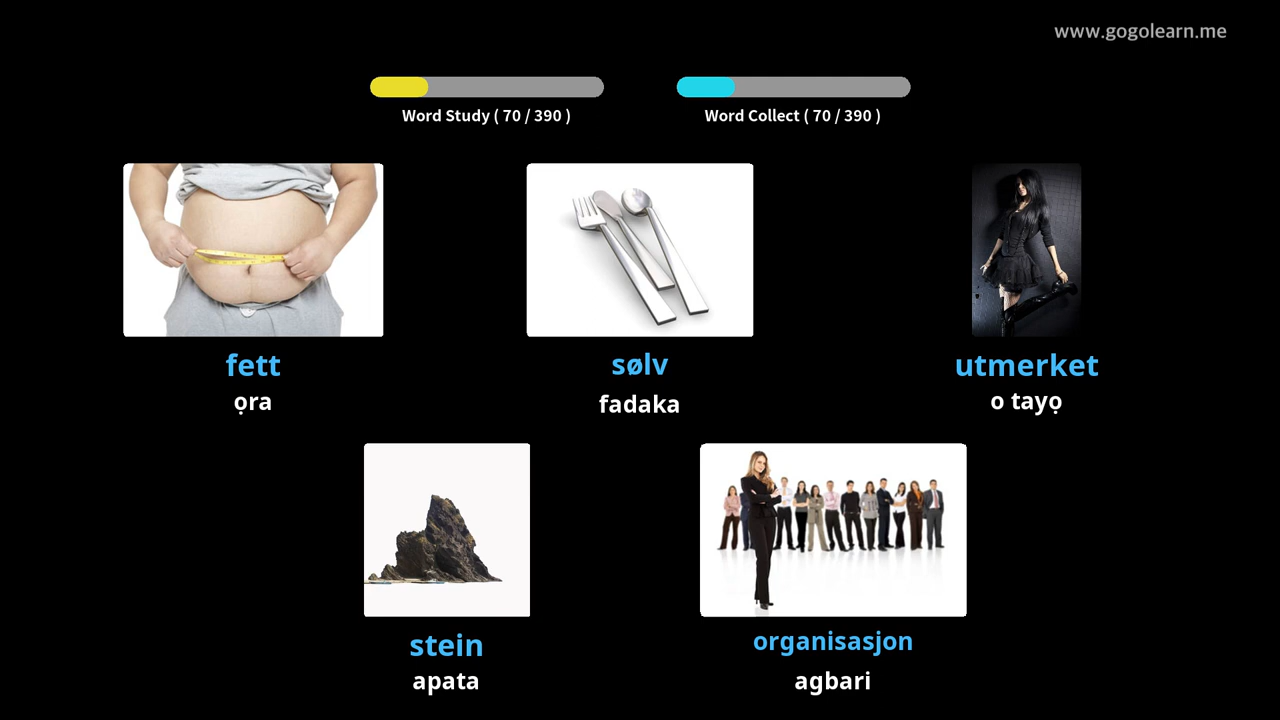 www.gogolearn.me
Word Study ( 70 / 390 )
Word Collect ( 70 / 390 )
fett
ọra
sølv
fadaka
utmerket
o tayọ
stein
apata
organisasjon
agbari